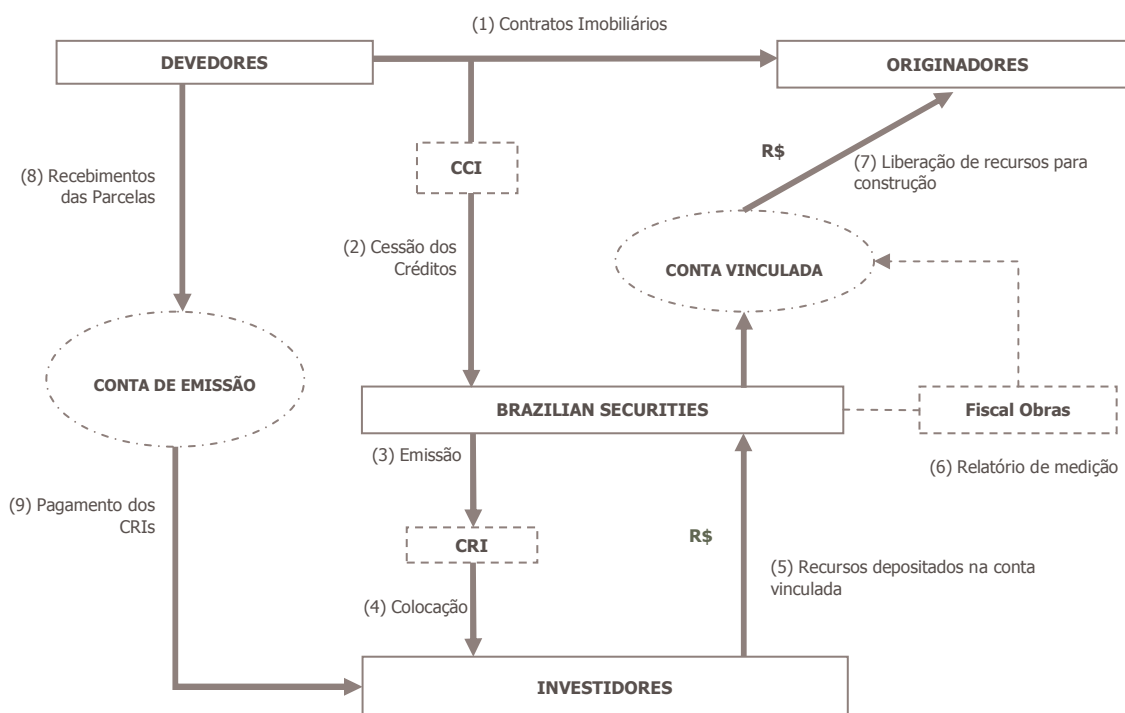 (1) Contratos Imobiliários
DEVEDORES
ORIGINADORES
CCI
R$
(7) Liberação de recursos para
construção
(8) Recebimentos
das Parcelas
(2) Cessão dos
Créditos
CONTA VINCULADA
CONTA DE EMISSÃO
BRAZILIAN SECURITIES
Fiscal Obras
(3) Emissão
(6) Relatório de medição
(9) Pagamento dos
CRIs
CRI
R$
(5) Recursos depositados na conta
vinculada
(4) Colocação
INVESTIDORES